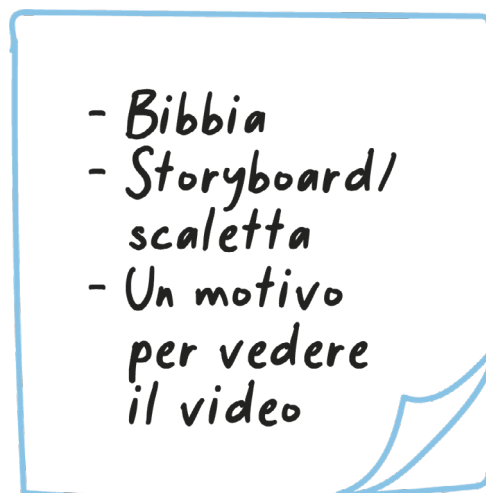 - Bibbia
- Storyboard/
scaletta
- Un motivo
per vedere
il video